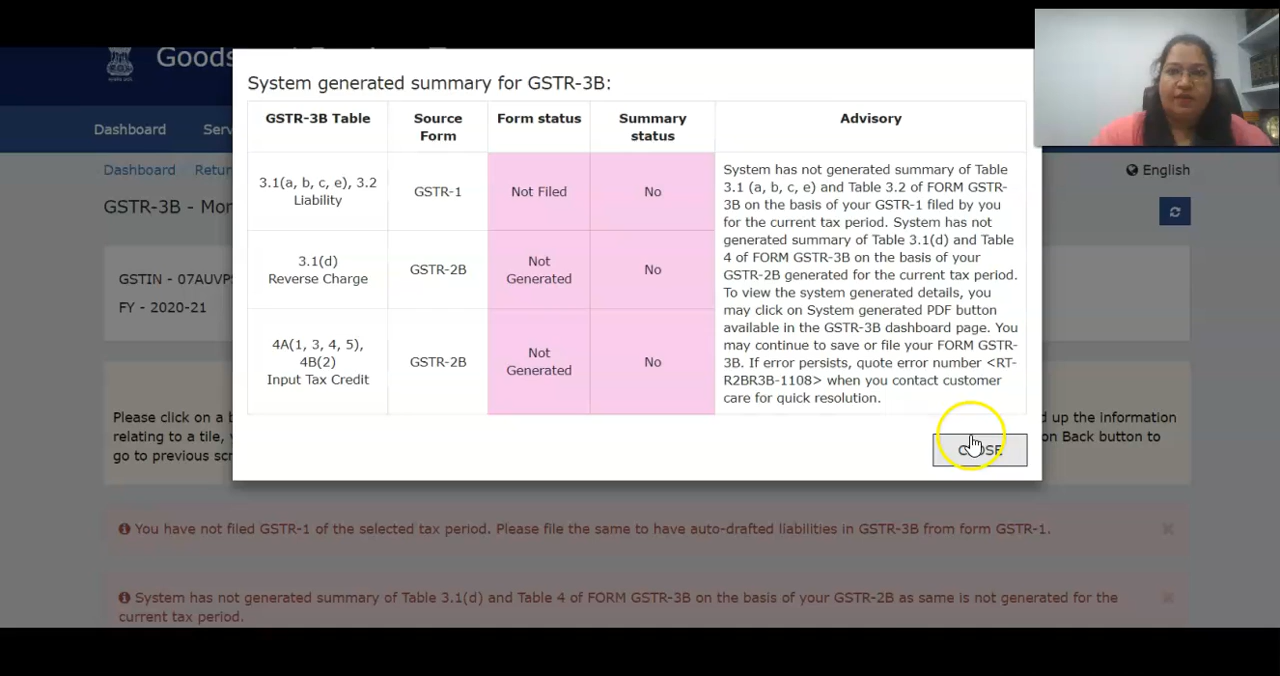 Goods
System generated summary for GSTR-3B:
GSTR-3B Table
Source
Form
Form status
Summary
status
Advisory
3.1(a, b, c, e), 3.2
Liability
GSTR-1
Not Filed
No
3.1(d)
Reverse Charge
GSTR-2B
Not
Generated
No
4A(1, 3, 4, 5),
4B(2)
Input Tax Credit
GSTR-2B
Not
Generated
No
System has not generated summary of Table
3.1 (a, b, c, e) and Table 3.2 of FORM GSTR-
3B on the basis of your GSTR-1 filed by you
for the current tax period. System has not
generated summary of Table 3.1(d) and Table
4 of FORM GSTR-3B on the basis of your
GSTR-2B generated for the current tax period.
To view the system generated details, you
may click on System generated PDF button
available in the GSTR-3B dashboard page. You
may continue to save or file your FORM GSTR-
3B. If error persists, quote error number <RT-
R2BR3B-1108> when you contact customer
care for quick resolution.
CLOSE
Dashboard
Serv
Dashboard
Retur
English
GSTR-3B - Mon
GSTIN - 07AUVP
FY - 2020-21
Please click on a b
relating to a tile, y
go to previous scr
d up the information
on Back button to
You have not filed GSTR-1 of the selected tax period. Please file the same to have auto-drafted liabilities in GSTR-3B from form GSTR-1.
System has not generated summary of Table 3.1(d) and Table 4 of FORM GSTR-3B on the basis of your GSTR-2B as same is not generated for the
current tax period.